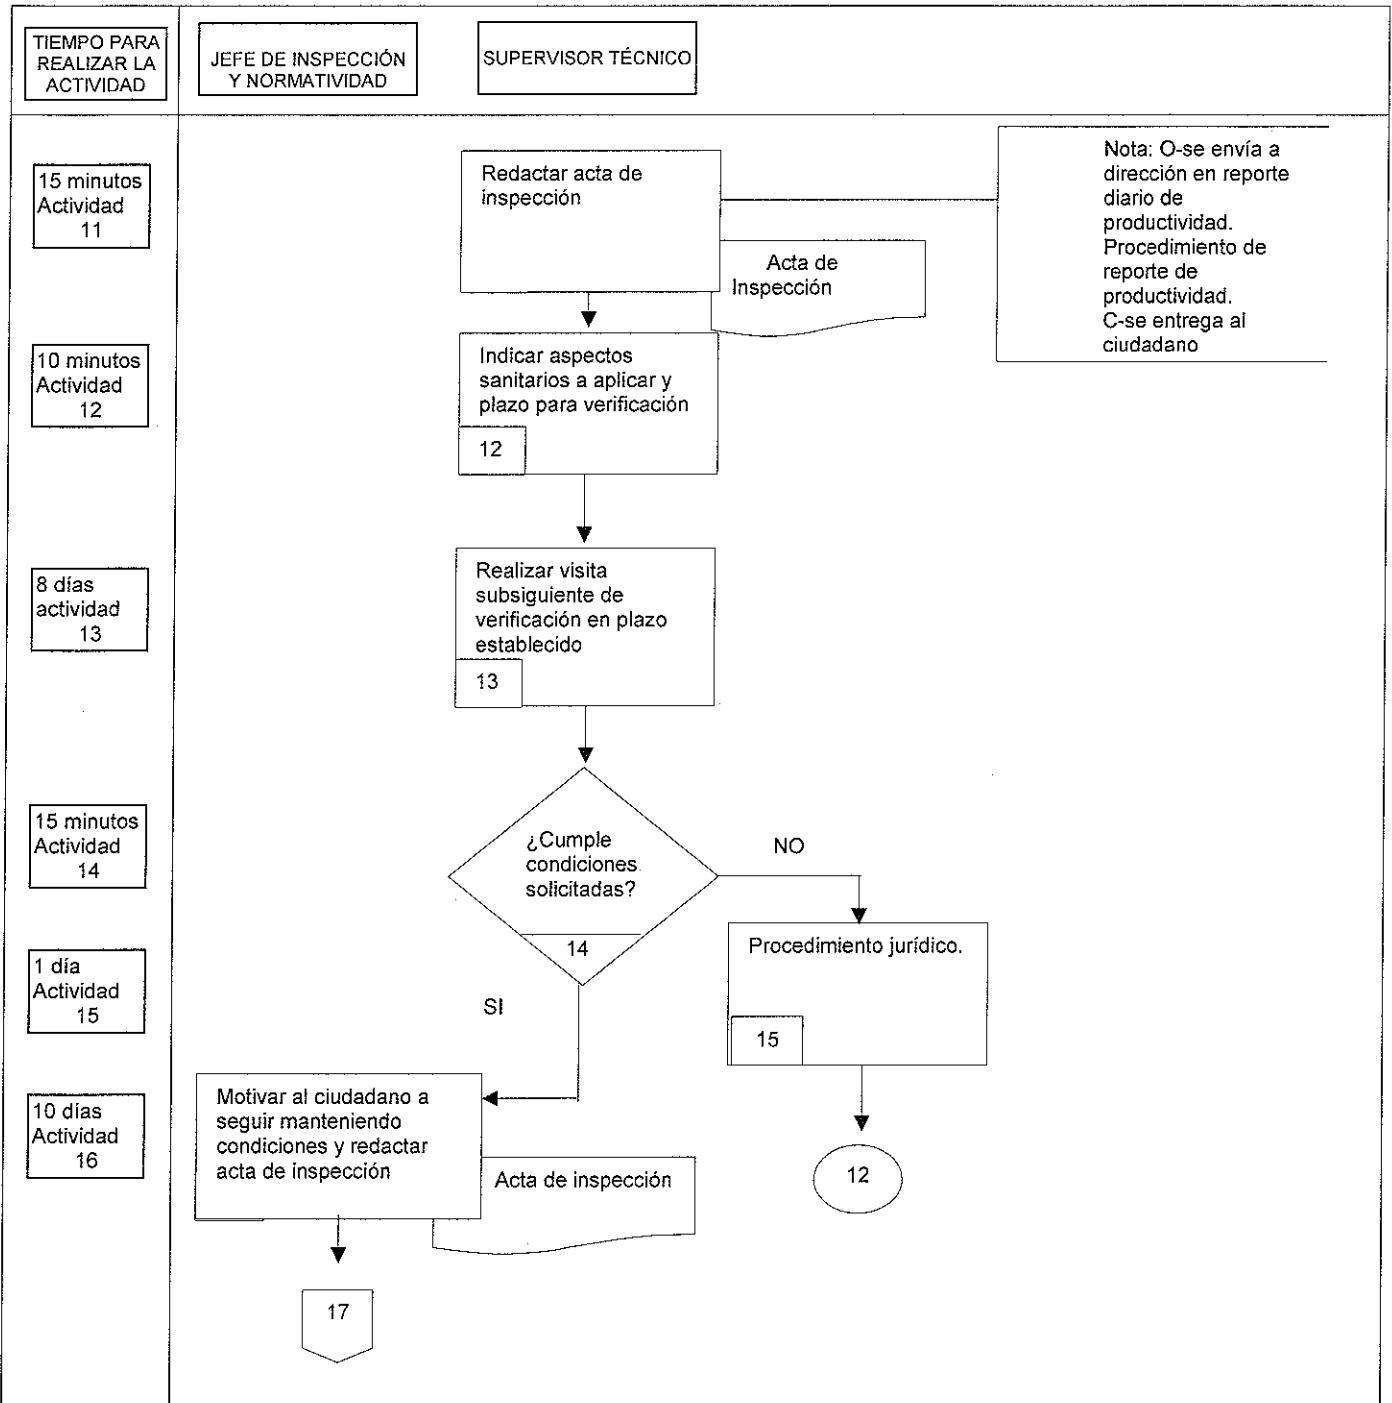 TIEMPO PARA
REALIZAR LA
ACTIVIDAD
JEFE DE INSPECCIÓN
Y NORMATIVIDAD
SUPERVISOR TÉCNICO
15 minutos
Actividad
11
Redactar acta de
inspección
Acta de
Inspección
Nota: O-se envía a
dirección en reporte
diario de
productividad.
Procedimiento de
reporte de
productividad.
C-se entrega al
ciudadano
10 minutos
Actividad
12
Indicar aspectos
sanitarios a aplicar y
plazo para verificación
12
8 días
actividad
13
Realizar visita
subsiguiente de
verificación en plazo
establecido
13
15 minutos
Actividad
14
¿Cumple
condiciones
solicitadas?
14
NO
SI
1 día
Actividad
15
Procedimiento jurídico.
15
10 días
Actividad
16
Motivar al ciudadano a
seguir manteniendo
condiciones y redactar
acta de inspección
Acta de inspección
12
17